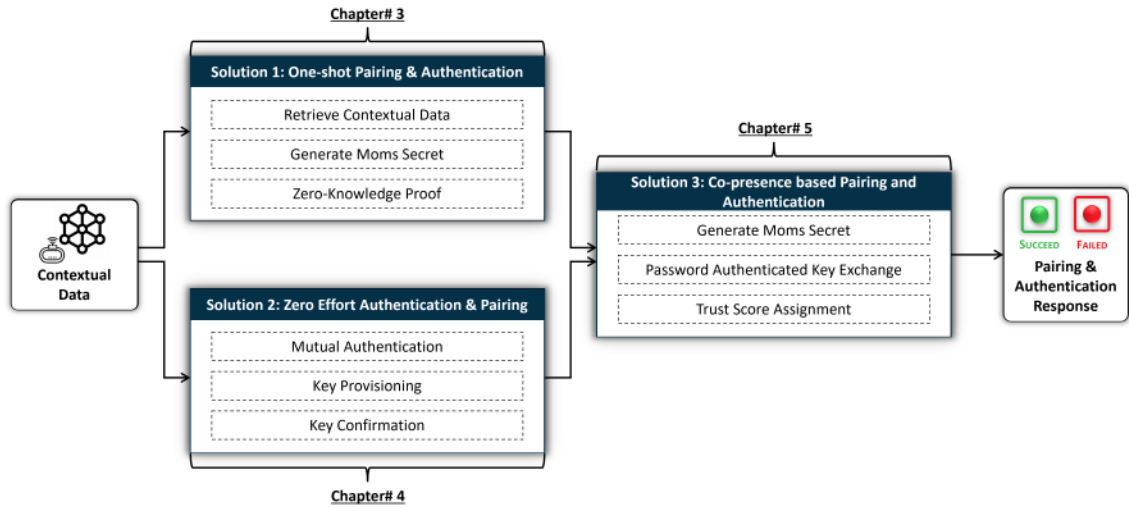 Chapter# 3
Solution 1: One-shot Pairing & Authentication
Retrieve Contextual Data
Generate Moms Secret
Zero-Knowledge Proof
Contextual
Data
Solution 2: Zero Effort Authentication & Pairing
Mutual Authentication
Key Provisioning
Key Confirmation
Chapter# 4
Chapter# 5
Solution 3: Co-presence based Pairing and
Authentication
Generate Moms Secret
Password Authenticated Key Exchange
Trust Score Assignment
SUCCEED
FAILED
Pairing &
Authentication
Response